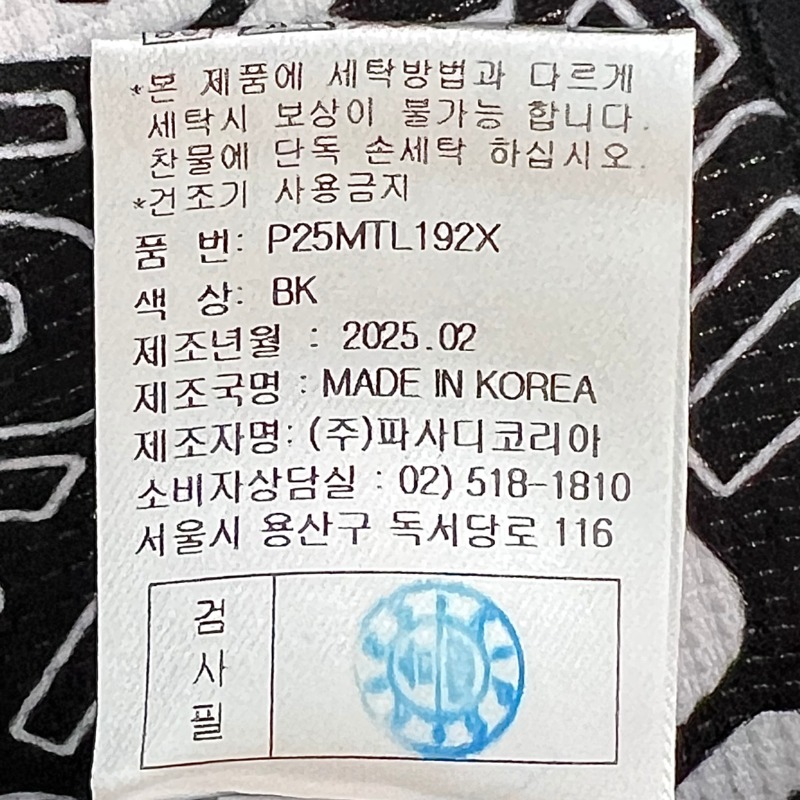 *본 제품에 세탁방법과 다르게
세탁시 보상이 불가능 합니다.
찬물에 단독 손세탁 하십시오.
*건조기 사용금지
품 번: P25MTL192X
색 상: BK
제조년월 : 2025.02
제조국명 : MADE IN KOREA
제조자명: (주)파사디코리아
소비자상담실 : 02) 518-1810
서울시 용산구 독서당로 116
검
사
필